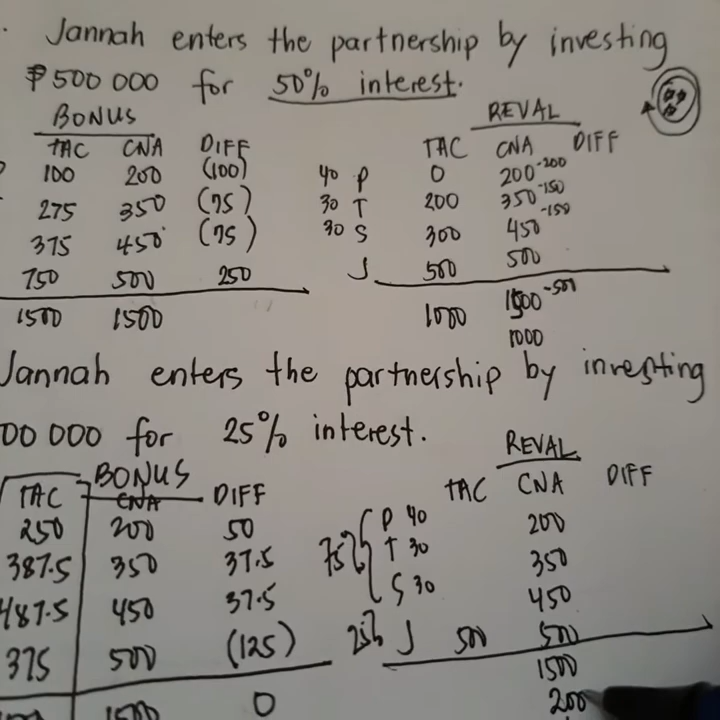 . Jannah enters the partnership by investing
₱500 000 for 50% interest.
BONUS
TAC CNA DIFF
100 200 (100)
275 350 (75)
375 450 (75)
750 500 250
1500 1500
REVAL
TAC CNA DIFF
40 P 0 200 -200
30 T 200 350 -150
30 S 300 450 -150
J 500 500
1000 1500 -500
1000
Jannah enters the partnership by investing
00 000 for 25% interest.
BONUS
TAC CNA DIFF
250 200 50
387.5 350 37.5
487.5 450 37.5
375 500 (125)
1500 0
REVAL
TAC CNA DIFF
P 40 200
75% T 30 350
S 30 450
25% J 500 500
1500
200